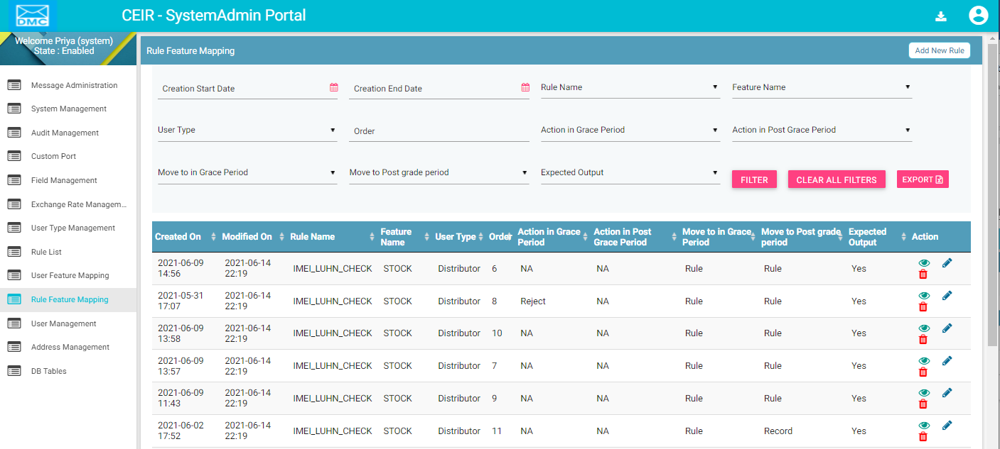 DMC
CEIR - SystemAdmin Portal
Welcome Priya (system)
State : Enabled
Message Administration
System Management
Audit Management
Custom Port
Field Management
Exchange Rate Managem...
User Type Management
Rule List
User Feature Mapping
Rule Feature Mapping
User Management
Address Management
DB Tables
Rule Feature Mapping
Add New Rule
Creation Start Date Creation End Date Rule Name Feature Name
User Type Order Action in Grace Period Action in Post Grace Period
Move to in Grace Period Move to Post grade period Expected Output FILTER CLEAR ALL FILTERS EXPORT
Created On Modified On Rule Name Feature Name User Type Order Action in Grace Period Action in Post Grace Period Move to in Grace Period Move to Post grade period Expected Output Action
2021-06-09 14:56 2021-06-14 22:19 IMEI_LUHN_CHECK STOCK Distributor 6 NA NA Rule Rule Yes
2021-05-31 17:07 2021-06-14 22:19 IMEI_LUHN_CHECK STOCK Distributor 8 Reject NA Rule Rule Yes
2021-06-09 13:58 2021-06-14 22:19 IMEI_LUHN_CHECK STOCK Distributor 10 NA NA Rule Rule Yes
2021-06-09 13:57 2021-06-14 22:19 IMEI_LUHN_CHECK STOCK Distributor 7 NA NA Rule Rule Yes
2021-06-09 11:43 2021-06-14 22:19 IMEI_LUHN_CHECK STOCK Distributor 9 NA NA Rule Rule Yes
2021-06-02 17:52 2021-06-14 22:19 IMEI_LUHN_CHECK STOCK Distributor 11 NA NA Rule Record Yes